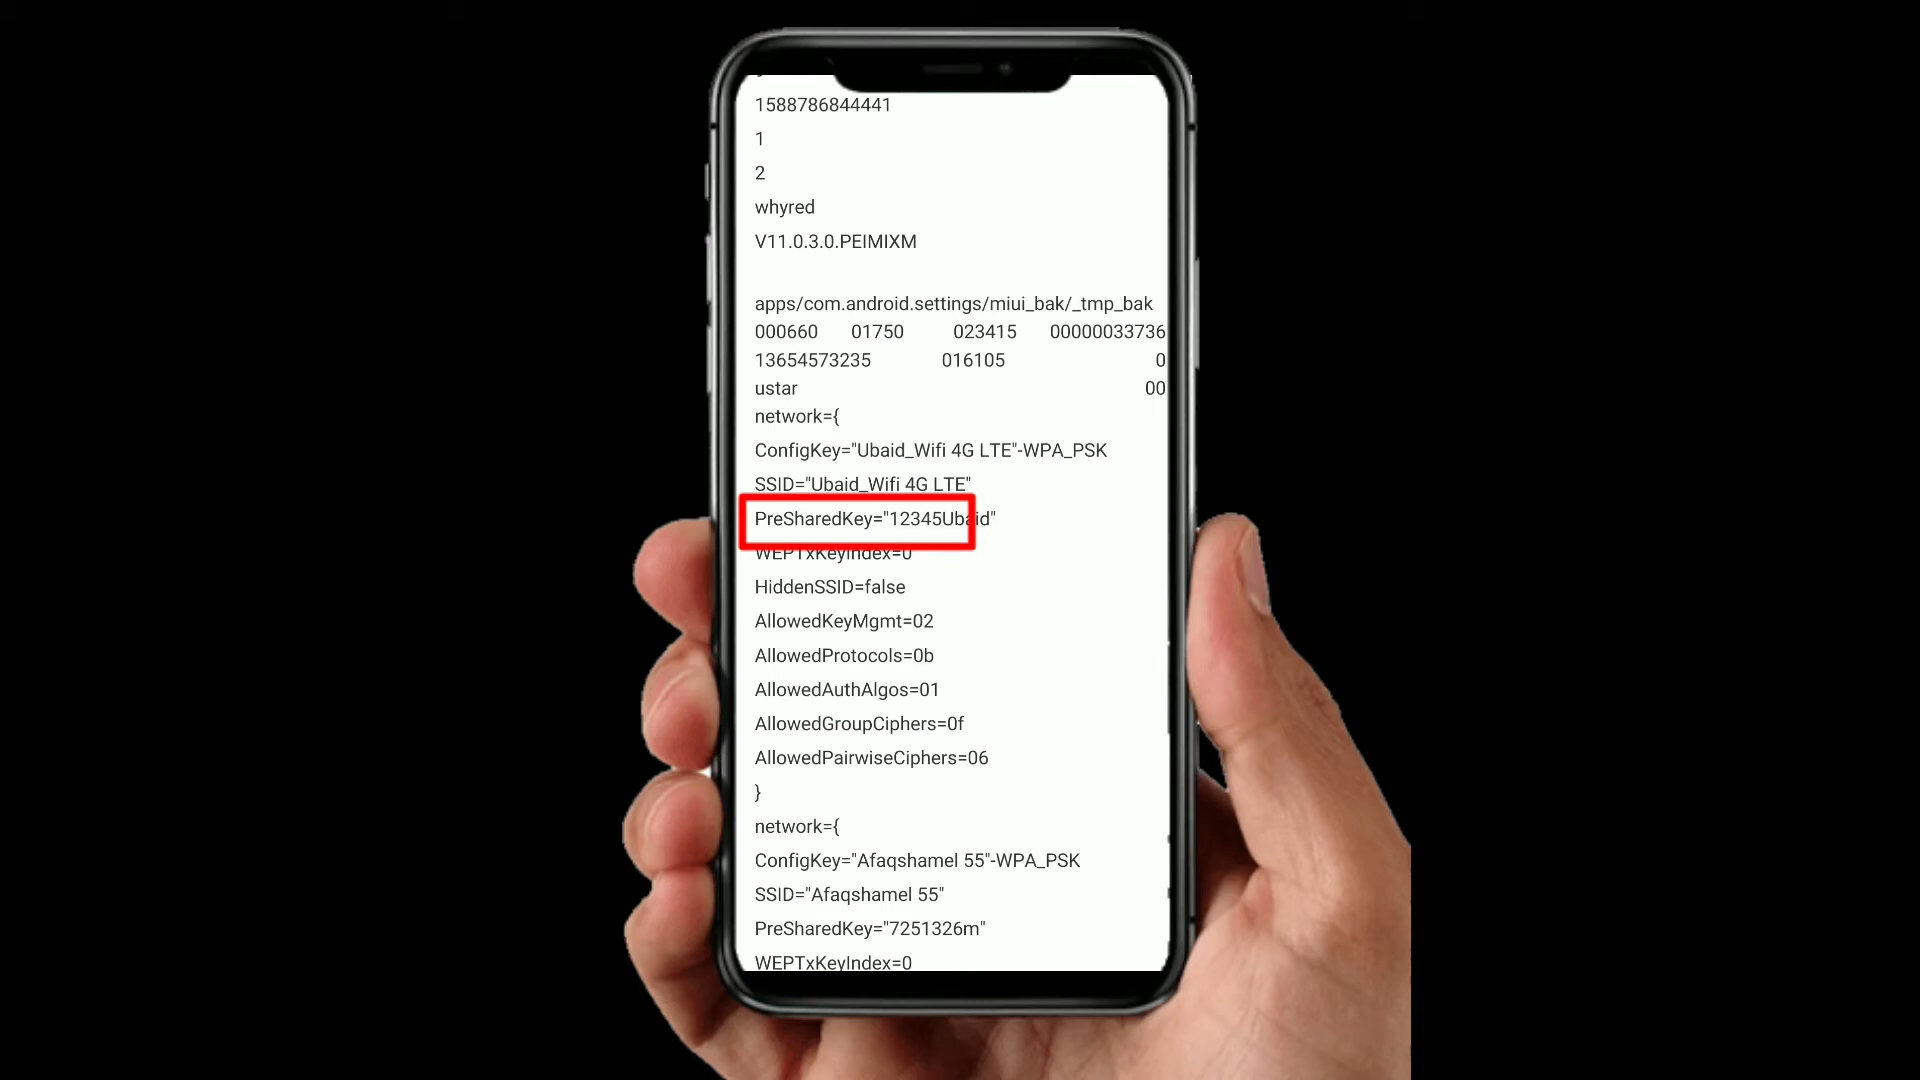 1588786844441
1
2
whyred
V11.0.3.0.PEIMIXM
apps/com.android.settings/miui_bak/_tmp_bak
000660 01750 023415 00000033736
13654573235 016105 0
ustar 00
network={
ConfigKey="Ubaid_Wifi 4G LTE"-WPA_PSK
SSID="Ubaid_Wifi 4G LTE"
PreSharedKey="12345Ubaid"
WEPTxKeyIndex=0
HiddenSSID=false
AllowedKeyMgmt=02
AllowedProtocols=0b
AllowedAuthAlgos=01
AllowedGroupCiphers=0f
AllowedPairwiseCiphers=06
}
network={
ConfigKey="Afaqshamel 55"-WPA_PSK
SSID="Afaqshamel 55"
PreSharedKey="7251326m"
WEPTxKeyIndex=0